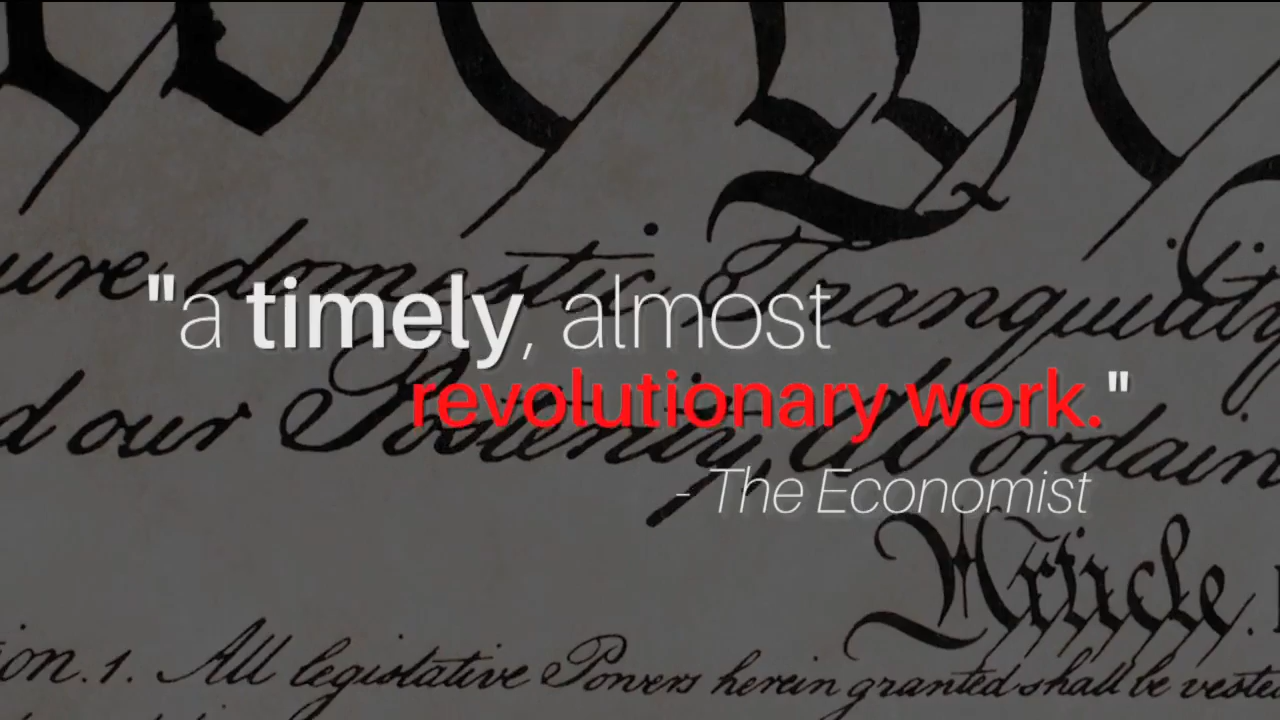 ure domestic Tranquility
"a timely, almost
revolutionary work."
d our Posterity, do ordain
- The Economist
Article.
ion. 1. All legislative Powers herein granted shall be vested